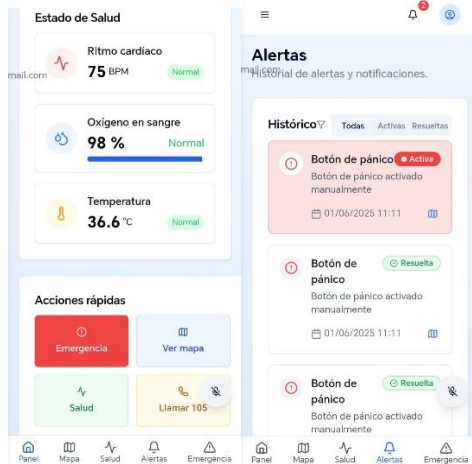 Estado de Salud
Ritmo cardíaco
75 BPM
Normal
mail.com
Oxígeno en sangre
98 %
Normal
Temperatura
36.6 °C
Normal
Acciones rápidas
Emergencia
Ver mapa
Salud
Llamar 105
Panel
Mapa
Salud
Alertas
Emergencia
2
Alertas
Historial de alertas y notificaciones.
Histórico
Todas
Activas
Resueltas
Botón de pánico
Activa
Botón de pánico activado
manualmente
01/06/2025 11:11
Botón de
pánico
Resuelta
Botón de pánico activado
manualmente
01/06/2025 11:11
Botón de
pánico
Resuelta
Botón de pánico activado
manualmente
Panel
Mapa
Salud
Alertas
Emergencia